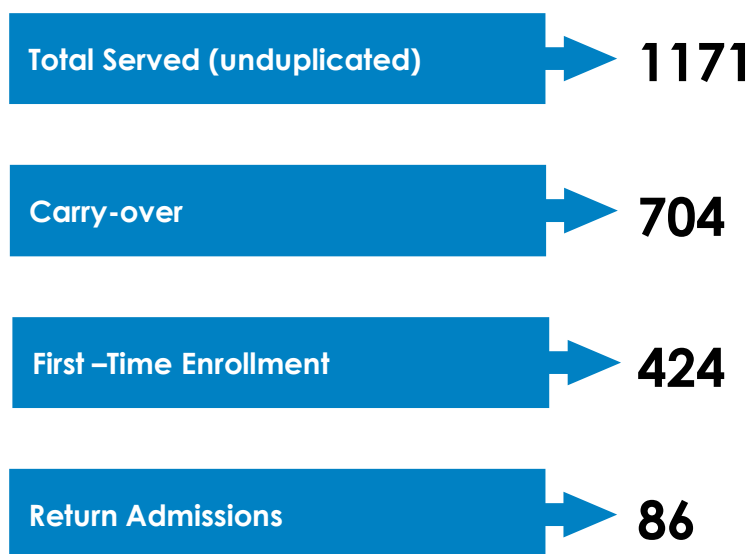 Total Served (unduplicated) 1171
Carry-over 704
First –Time Enrollment 424
Return Admissions 86